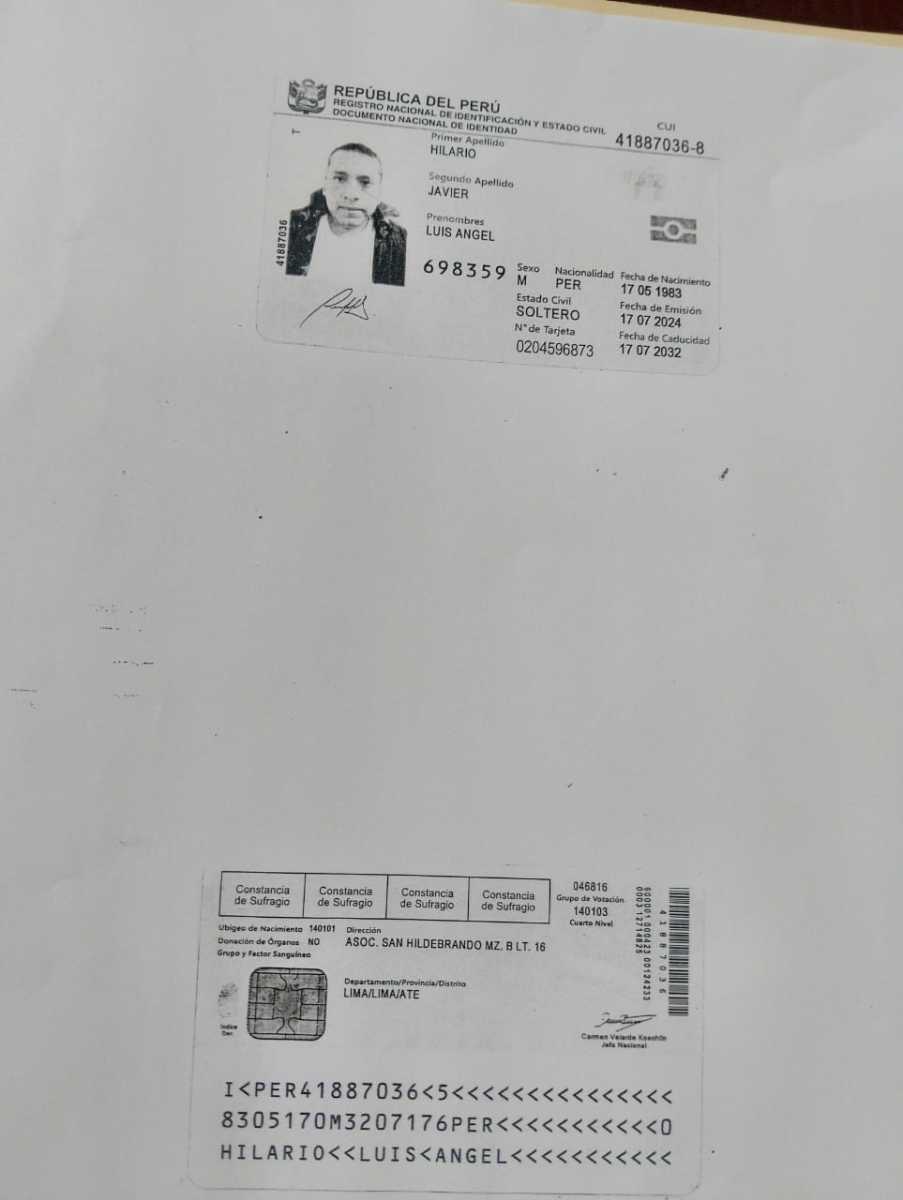 REPÚBLICA DEL PERÚ
REGISTRO NACIONAL DE IDENTIFICACIÓN Y ESTADO CIVIL
DOCUMENTO NACIONAL DE IDENTIDAD
CUI
41887036-8
T
Primer Apellido
HILARIO
Segundo Apellido
JAVIER
Prenombres
LUIS ANGEL
41887036
698359
Sexo
M
Nacionalidad
PER
Fecha de Nacimiento
17 05 1983
Estado Civil
SOLTERO
Fecha de Emisión
17 07 2024
N° de Tarjeta
0204596873
Fecha de Caducidad
17 07 2032
Constancia de Sufragio
Constancia de Sufragio
Constancia de Sufragio
Constancia de Sufragio
046816
Grupo de Votación
140103
Cuarto Nivel
Ubigeo de Nacimiento 140101
Donación de Órganos NO
Grupo y Factor Sanguíneo
Dirección
ASOC. SAN HILDEBRANDO MZ. B LT. 16
Departamento/Provincia/Distrito
LIMA/LIMA/ATE
Índice
Der.
41887036
Carmen Velarde Koechlin
Jefa Nacional
I<PER41887036<5<<<<<<<<<<<<<<<
8305170M3207176PER<<<<<<<<<<<0
HILARIO<<LUIS<ANGEL<<<<<<<<<<<